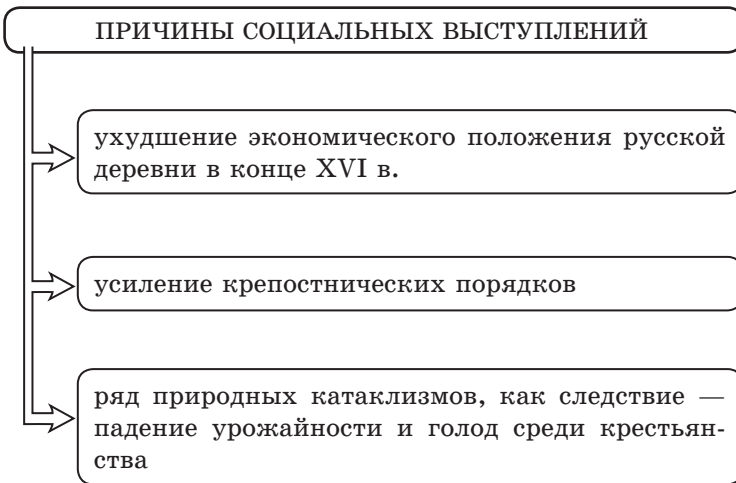 ПРИЧИНЫ СОЦИАЛЬНЫХ ВЫСТУПЛЕНИЙ
ухудшение экономического положения русской
деревни в конце XVI в.
усиление крепостнических порядков
ряд природных катаклизмов, как следствие —
падение урожайности и голод среди крестьян-
ства